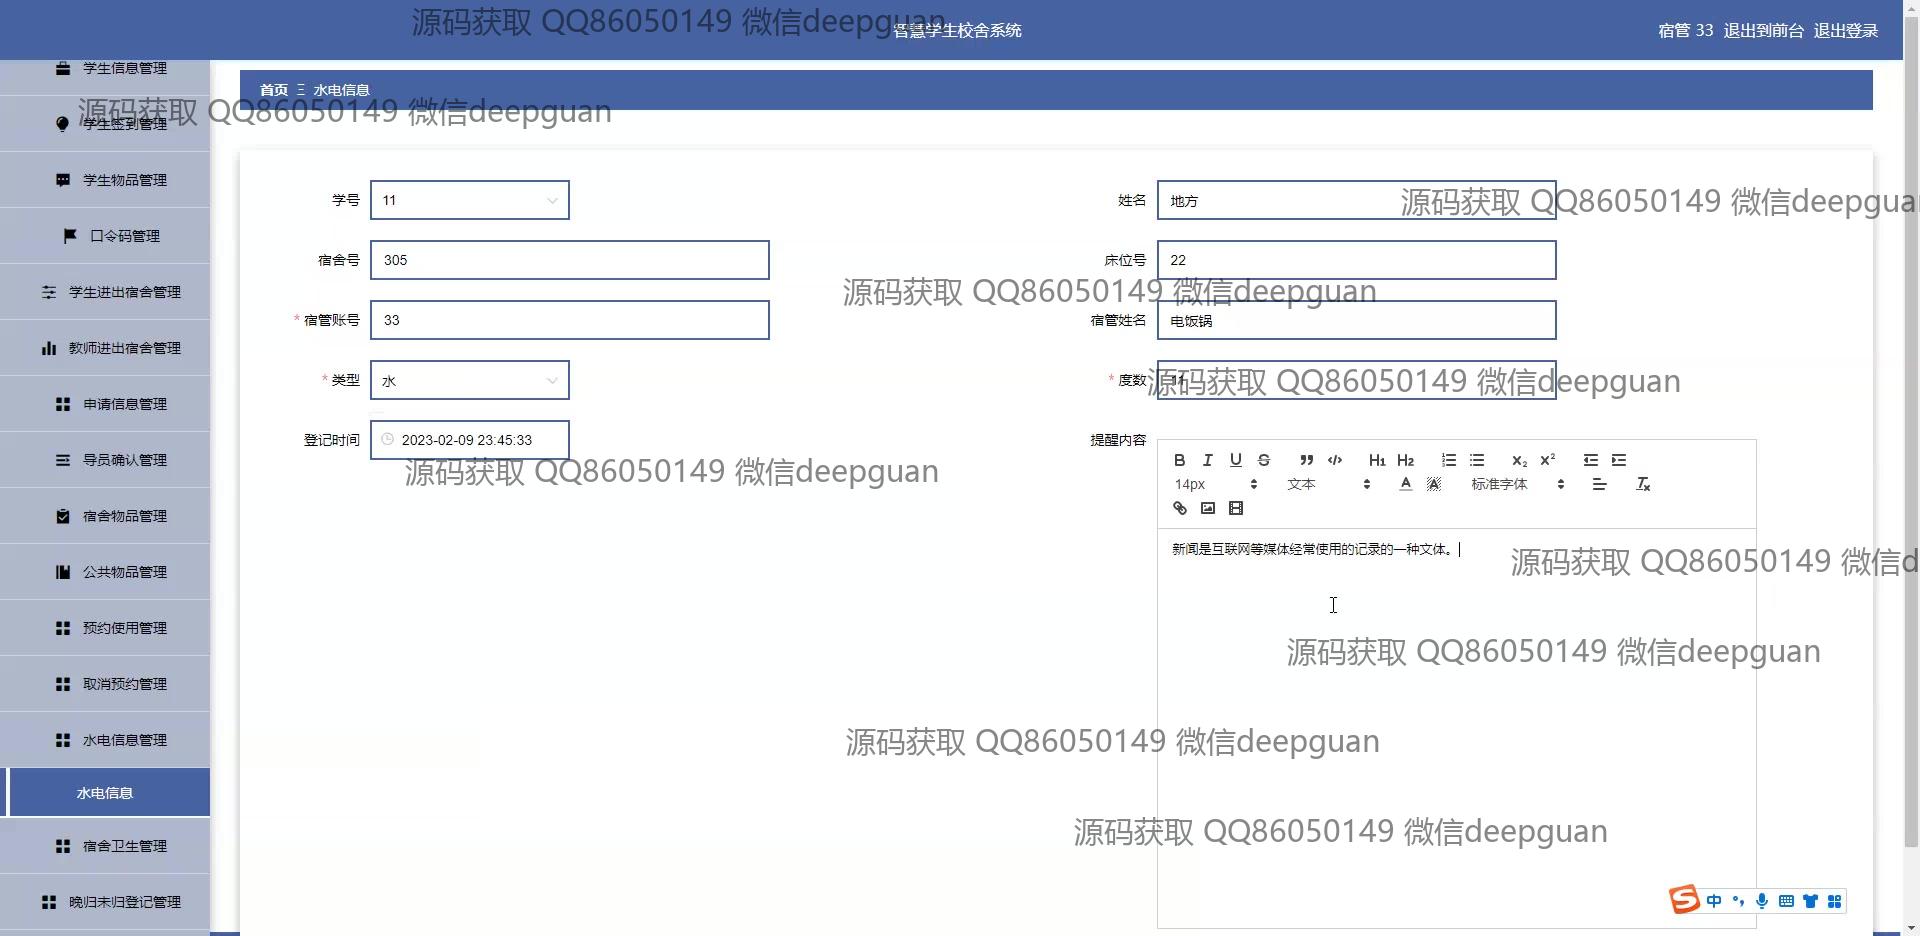 源码获取 QQ86050149 微信deepguan
智慧学生校舍系统
宿管 33 退出到前台 退出登录
学生信息管理
首页 水电信息
源码获取 QQ86050149 微信deepguan
学生签到管理
学生物品管理
学号 11
姓名 地方
源码获取 QQ86050149 微信deepgua
口令码管理
宿舍号 305
床位号 22
学生进出宿舍管理
源码获取 QQ86050149 微信deepguan
* 宿管账号 33
宿管姓名 电饭锅
教师进出宿舍管理
* 类型 水
* 度数
源码获取 QQ86050149 微信deepguan
申请信息管理
登记时间 2023-02-09 23:45:33
提醒内容
B I U S H1 H2 X2 X2
导员确认管理
源码获取 QQ86050149 微信deepguan
14px 文本 A A 标准字体
宿舍物品管理
新闻是互联网等媒体经常使用的记录的一种文体。
源码获取 QQ86050149 微信d
公共物品管理
预约使用管理
源码获取 QQ86050149 微信deepguan
取消预约管理
水电信息管理
源码获取 QQ86050149 微信deepguan
水电信息
源码获取 QQ86050149 微信deepguan
宿舍卫生管理
晚归未归登记管理
S 中